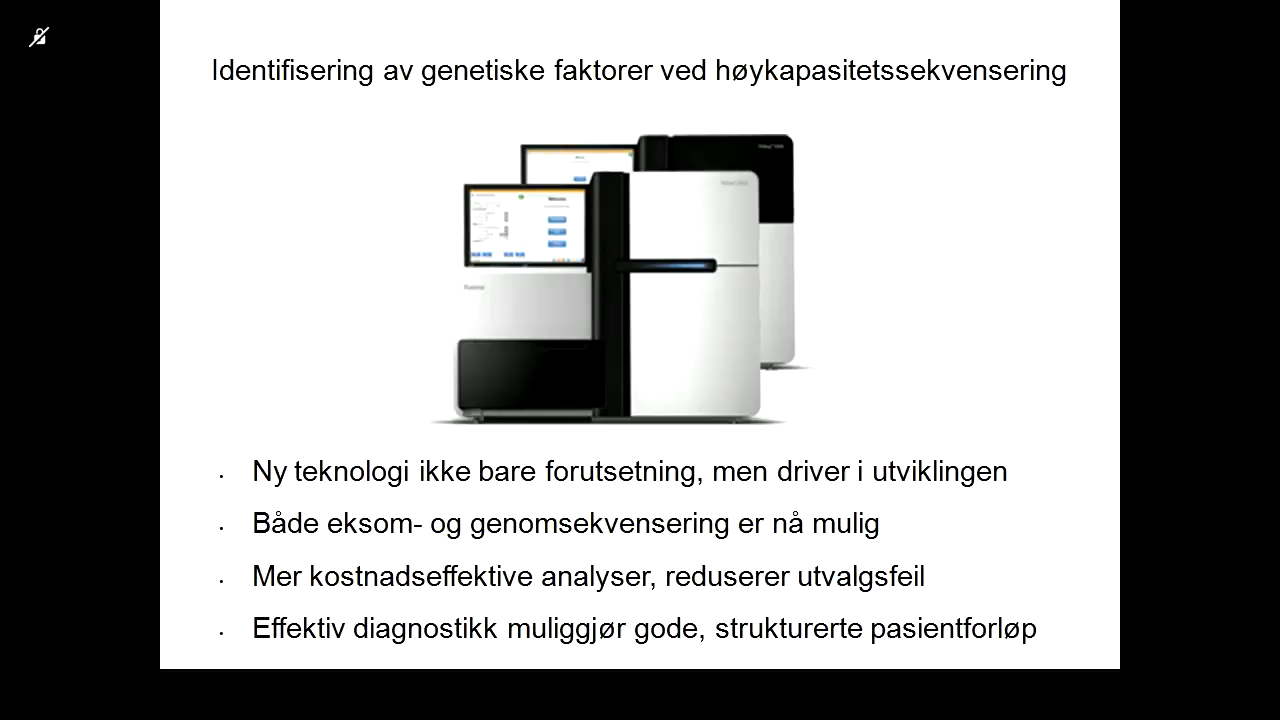 Identifisering av genetiske faktorer ved høykapasitetssekvensering
Ny teknologi ikke bare forutsetning, men driver i utviklingen
Både eksom- og genomsekvensering er nå mulig
Mer kostnadseffektive analyser, reduserer utvalgsfeil
Effektiv diagnostikk muliggjør gode, strukturerte pasientforløp